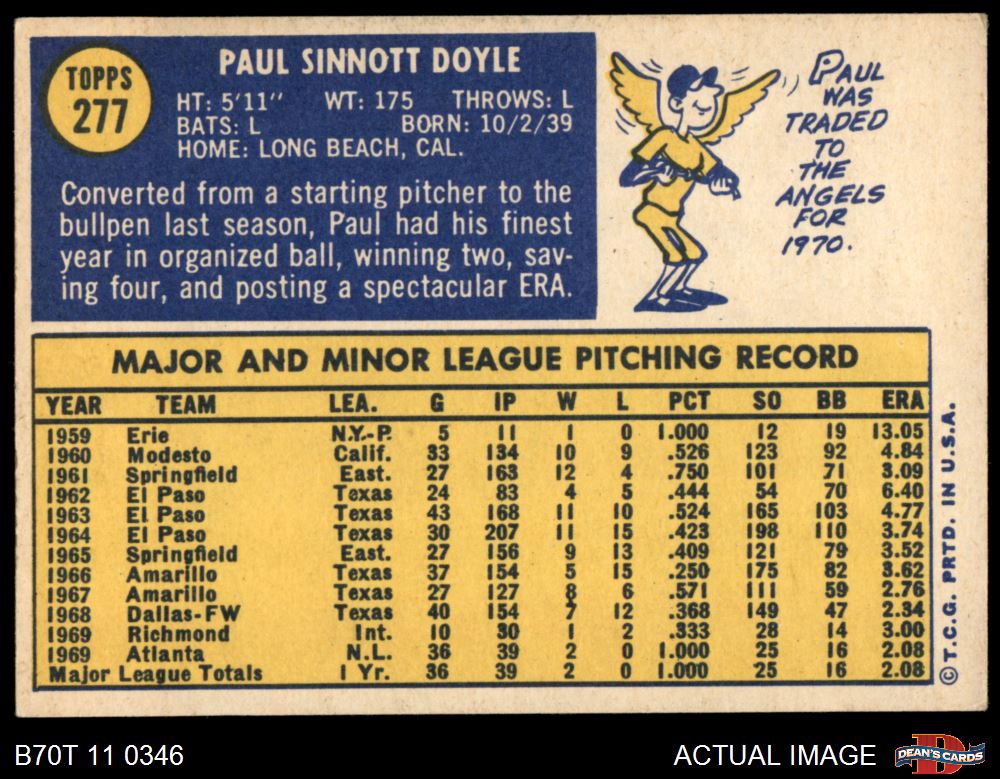 TOPPS
277
PAUL SINNOTT DOYLE
HT: 5'11" WT: 175 THROWS: L
BATS: L BORN: 10/2/39
HOME: LONG BEACH, CAL.
Converted from a starting pitcher to the
bullpen last season, Paul had his finest
year in organized ball, winning two, sav-
ing four, and posting a spectacular ERA.
PAUL
WAS
TRADED
TO
THE
ANGELS
FOR
1970.
MAJOR AND MINOR LEAGUE PITCHING RECORD
YEAR TEAM LEA. G IP W L PCT SO BB ERA
1959 Erie N.Y.-P. 5 11 1 0 1.000 12 19 13.05
1960 Modesto Calif. 33 134 10 9 .526 123 92 4.84
1961 Springfield East. 27 163 12 4 .750 101 71 3.09
1962 El Paso Texas 24 83 4 5 .444 54 70 6.40
1963 El Paso Texas 43 168 11 10 .524 165 103 4.77
1964 El Paso Texas 30 207 11 15 .423 198 110 3.74
1965 Springfield East. 27 156 9 13 .409 121 79 3.52
1966 Amarillo Texas 37 154 5 15 .250 175 82 3.62
1967 Amarillo Texas 27 127 8 6 .571 111 59 2.76
1968 Dallas-FW Texas 40 154 7 12 .368 149 47 2.34
1969 Richmond Int. 10 30 1 2 .333 28 14 3.00
1969 Atlanta N.L. 36 39 2 0 1.000 25 16 2.08
Major League Totals 1 Yr. 36 39 2 0 1.000 25 16 2.08
© T.C.G. PRTD. IN U.S.A.
B70T 11 0346
ACTUAL IMAGE
DEAN'S CARDS